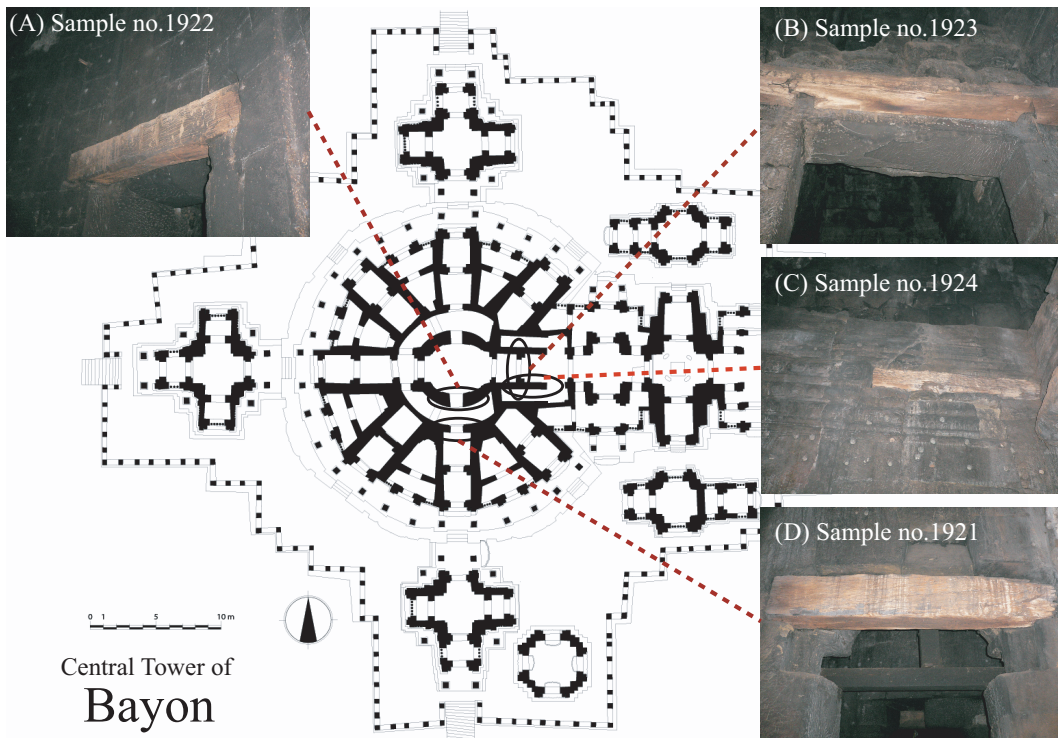 (A) Sample no.1922
(B) Sample no.1923
(C) Sample no.1924
(D) Sample no.1921
0 1 5 10 m
Central Tower of
Bayon